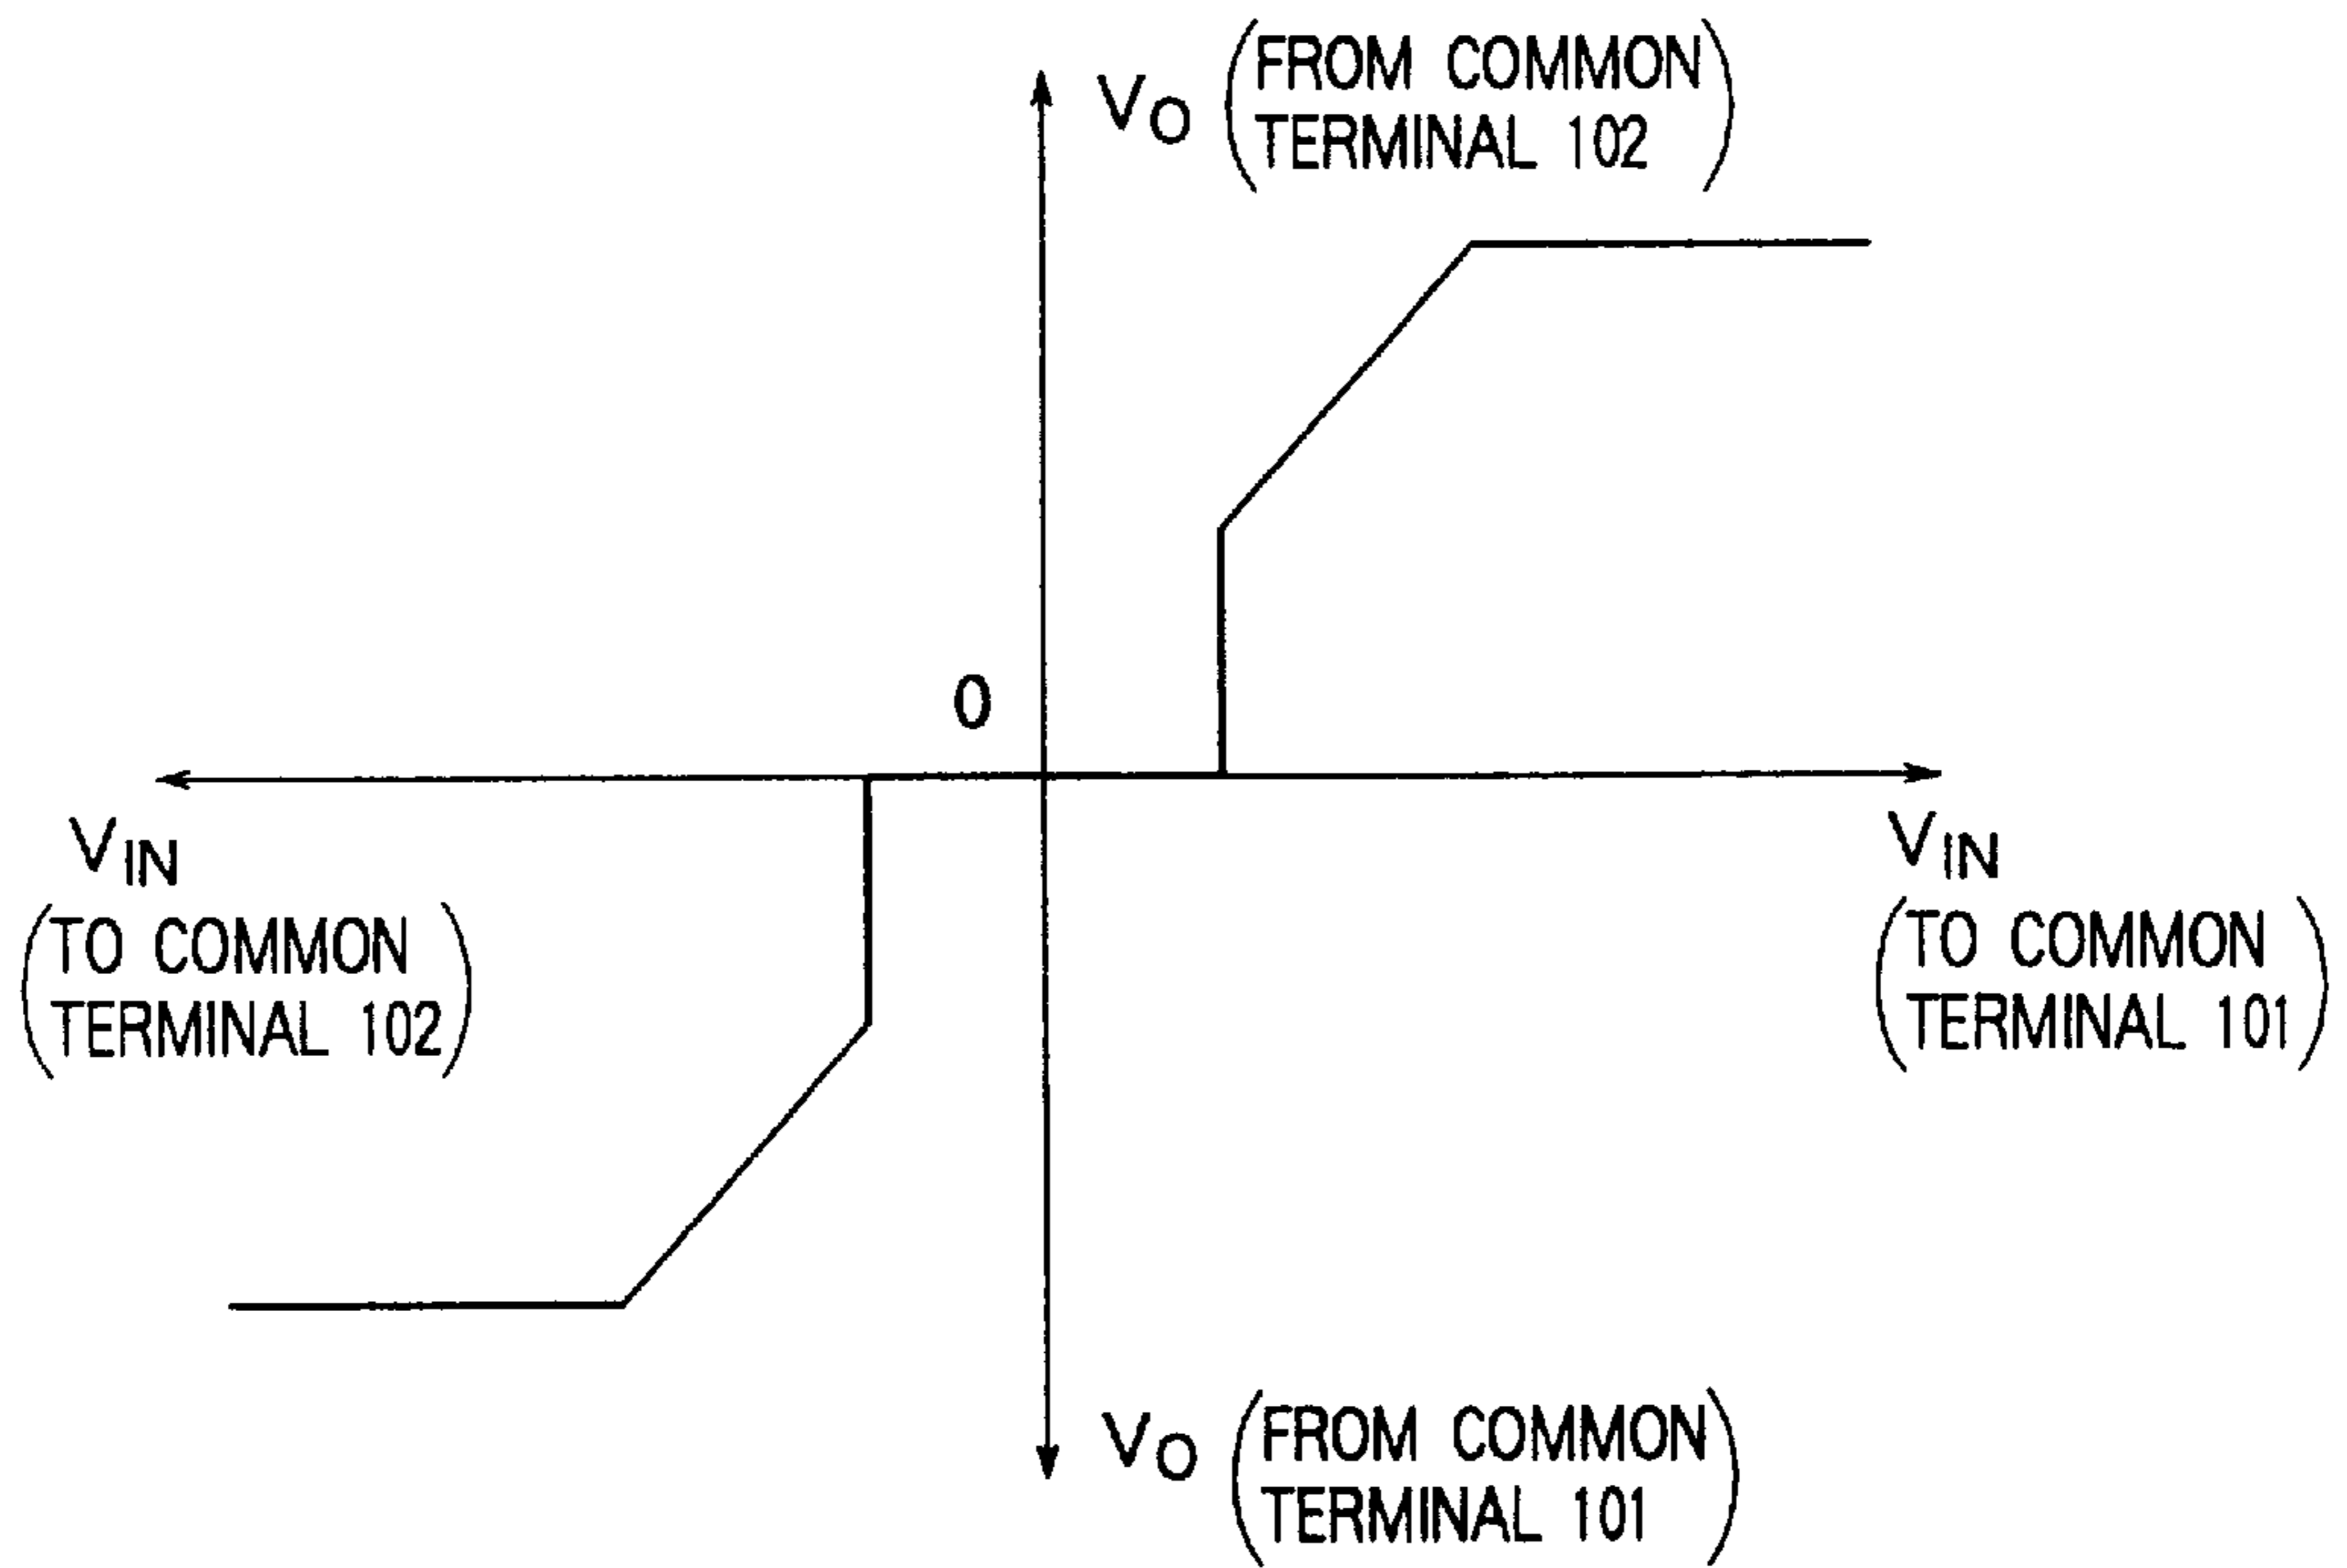 VO (FROM COMMON
TERMINAL 102)
0
VIN
(TO COMMON
TERMINAL 102)
VIN
(TO COMMON
TERMINAL 101)
VO (FROM COMMON
TERMINAL 101)